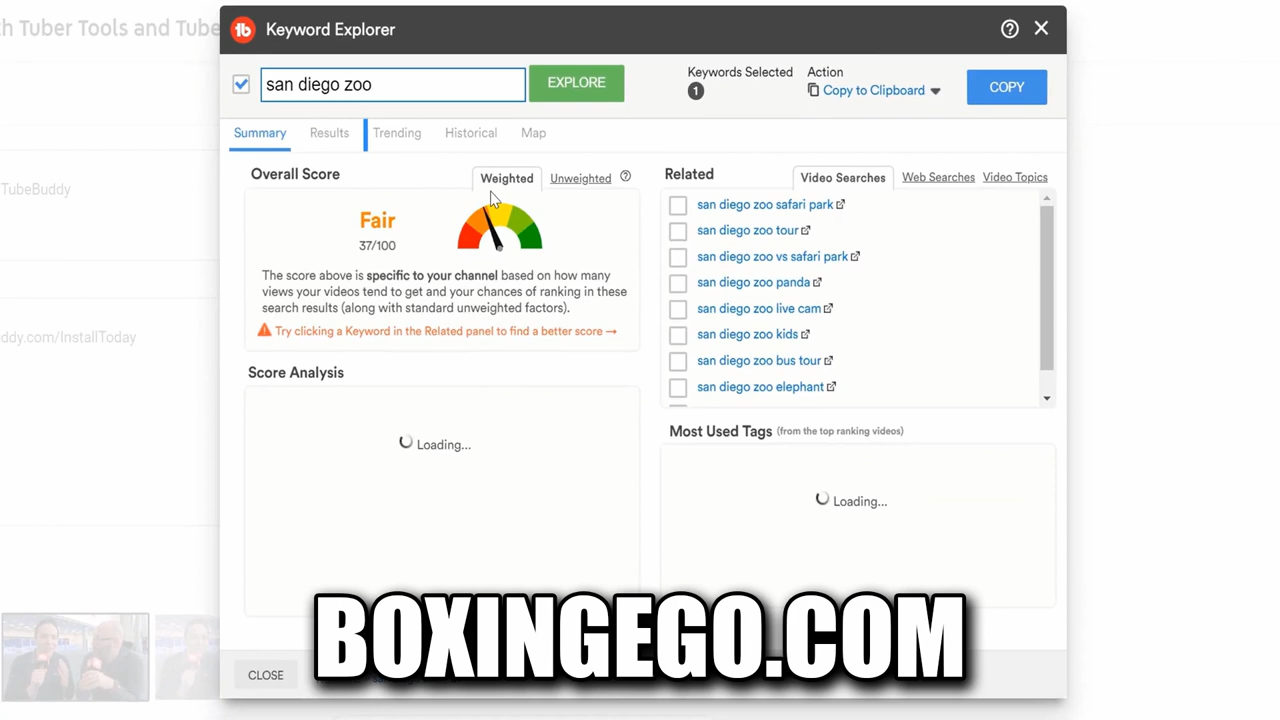 h Tuber Tools and Tube
TubeBuddy
ddy.com/InstallToday
tb Keyword Explorer
san diego zoo
EXPLORE
Keywords Selected
1
Action
Copy to Clipboard
COPY
Summary Results Trending Historical Map
Overall Score
Weighted Unweighted
Fair
37/100
The score above is specific to your channel based on how many
views your videos tend to get and your chances of ranking in these
search results (along with standard unweighted factors).
Try clicking a Keyword in the Related panel to find a better score →
Related
Video Searches Web Searches Video Topics
san diego zoo safari park
san diego zoo tour
san diego zoo vs safari park
san diego zoo panda
san diego zoo live cam
san diego zoo kids
san diego zoo bus tour
san diego zoo elephant
Score Analysis
Loading...
Most Used Tags (from the top ranking videos)
Loading...
CLOSE
BOXINGEGO.COM